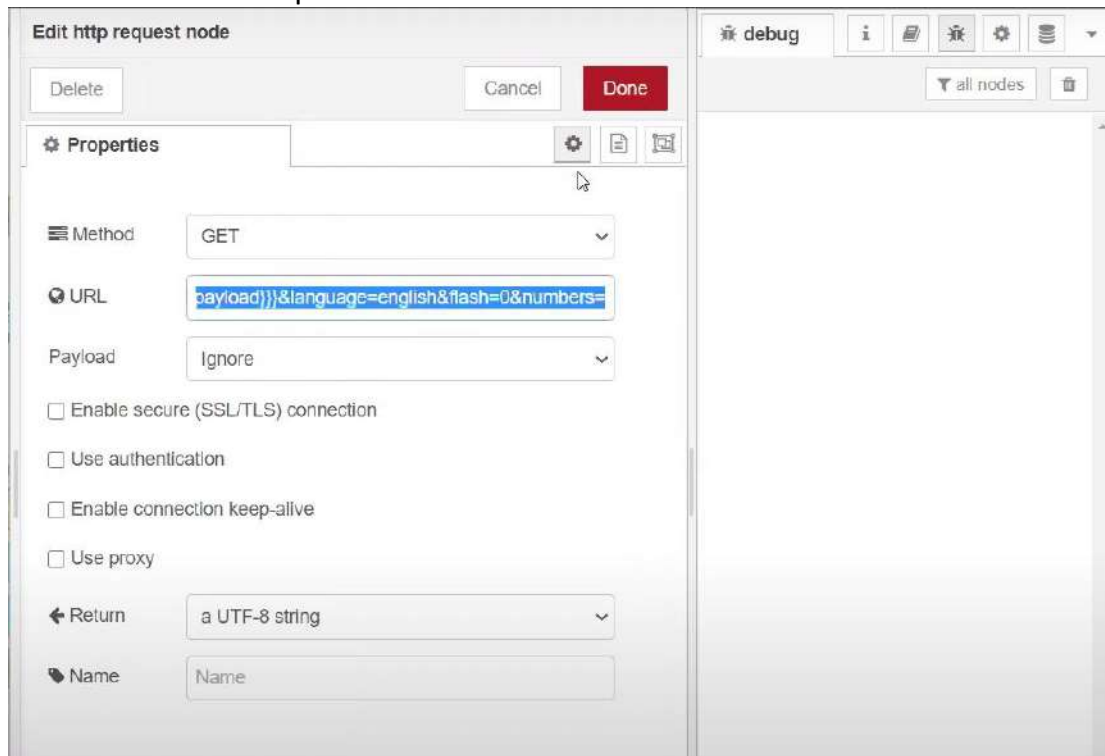 Edit http request node
debug
i
Delete
Cancel
Done
all nodes
Properties
Method
GET
URL
payload}}}&language=english&flash=0&numbers=
Payload
Ignore
Enable secure (SSL/TLS) connection
Use authentication
Enable connection keep-alive
Use proxy
Return
a UTF-8 string
Name
Name